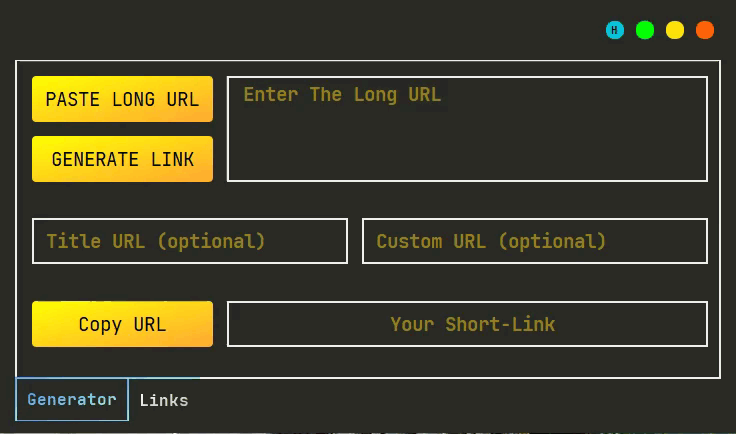 H
PASTE LONG URL
Enter The Long URL
GENERATE LINK
Title URL (optional)
Custom URL (optional)
Copy URL
Your Short-Link
Generator
Links